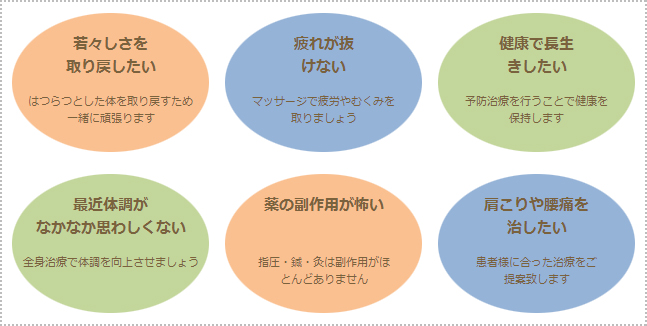 若々しさを
取り戻したい
はつらつとした体を取り戻すため
一緒に頑張ります
疲れが抜
けない
マッサージで疲労やむくみを
取りましょう
健康で長生
きしたい
予防治療を行うことで健康を
保持します
最近体調が
なかなか思わしくない
全身治療で体調を向上させましょう
薬の副作用が怖い
指圧・鍼・灸は副作用がほ
とんどありません
肩こりや腰痛を
治したい
患者様に合った治療をご
提案致します